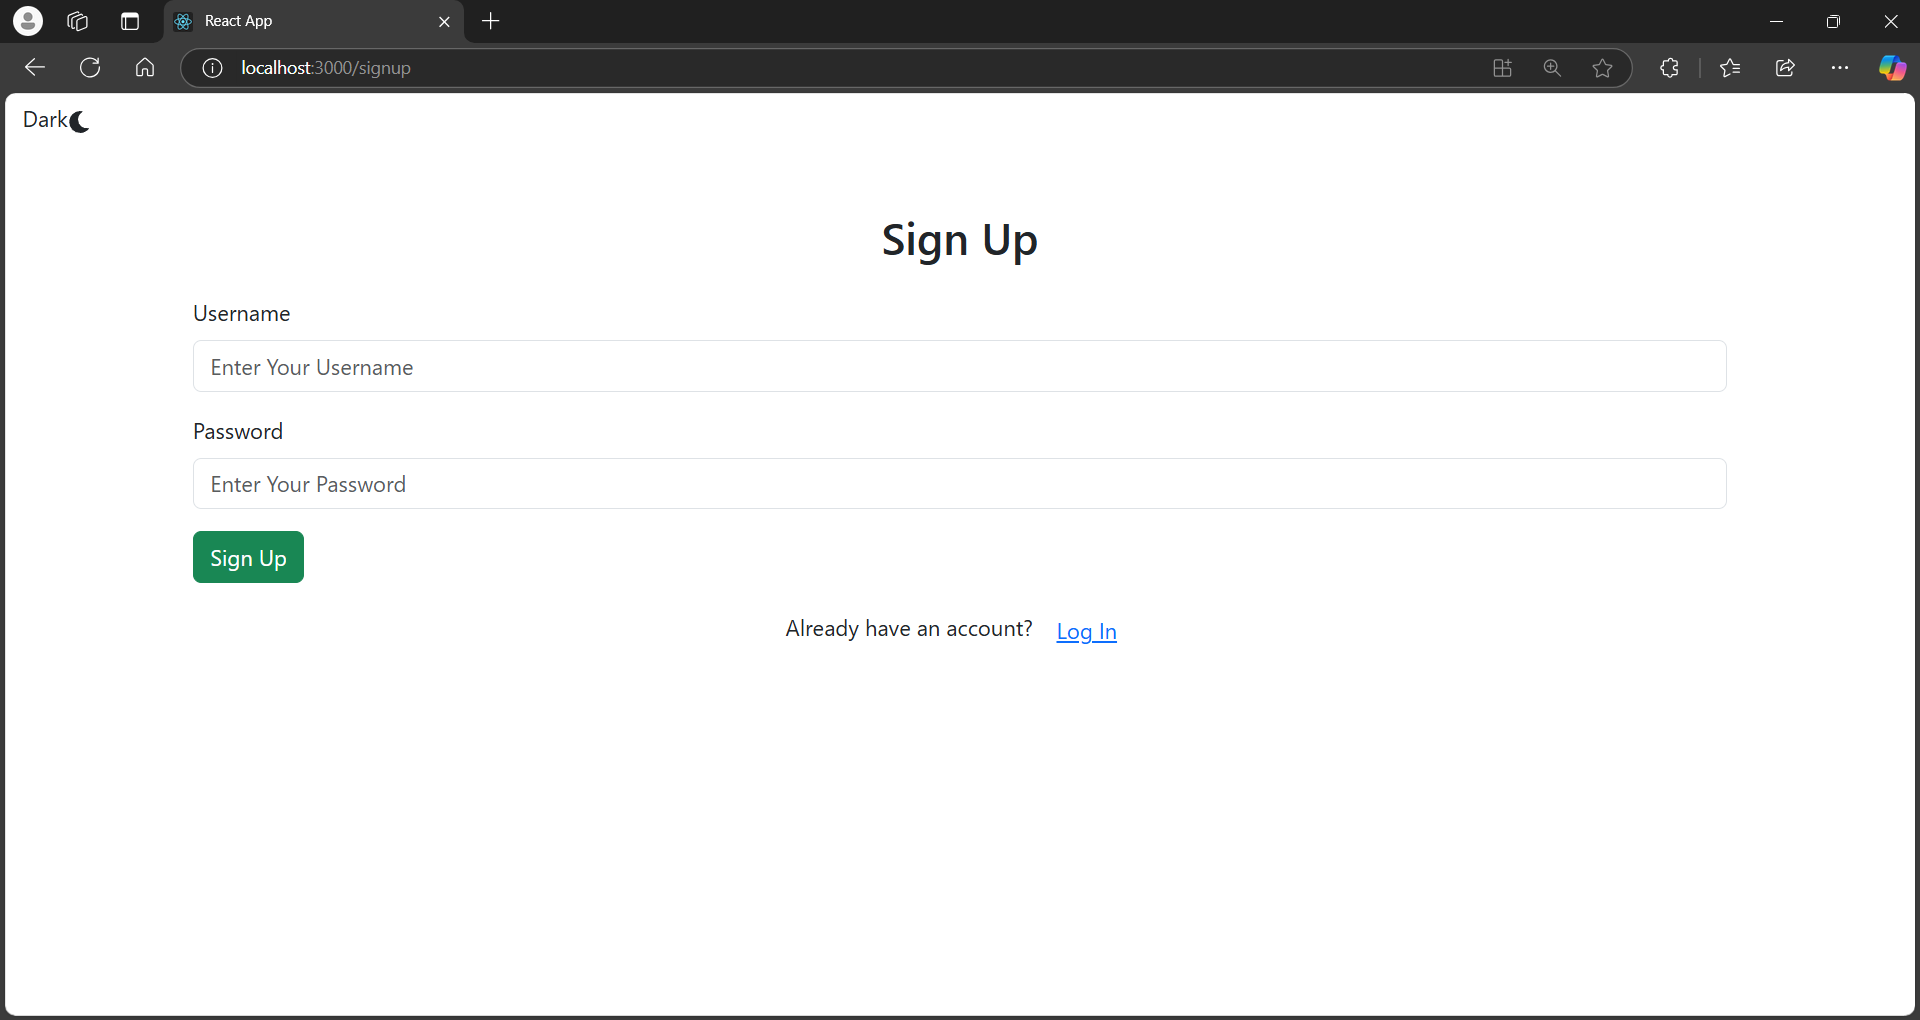 React App
localhost:3000/signup
Dark
Sign Up
Username
Enter Your Username
Password
Enter Your Password
Sign Up
Already have an account? Log In